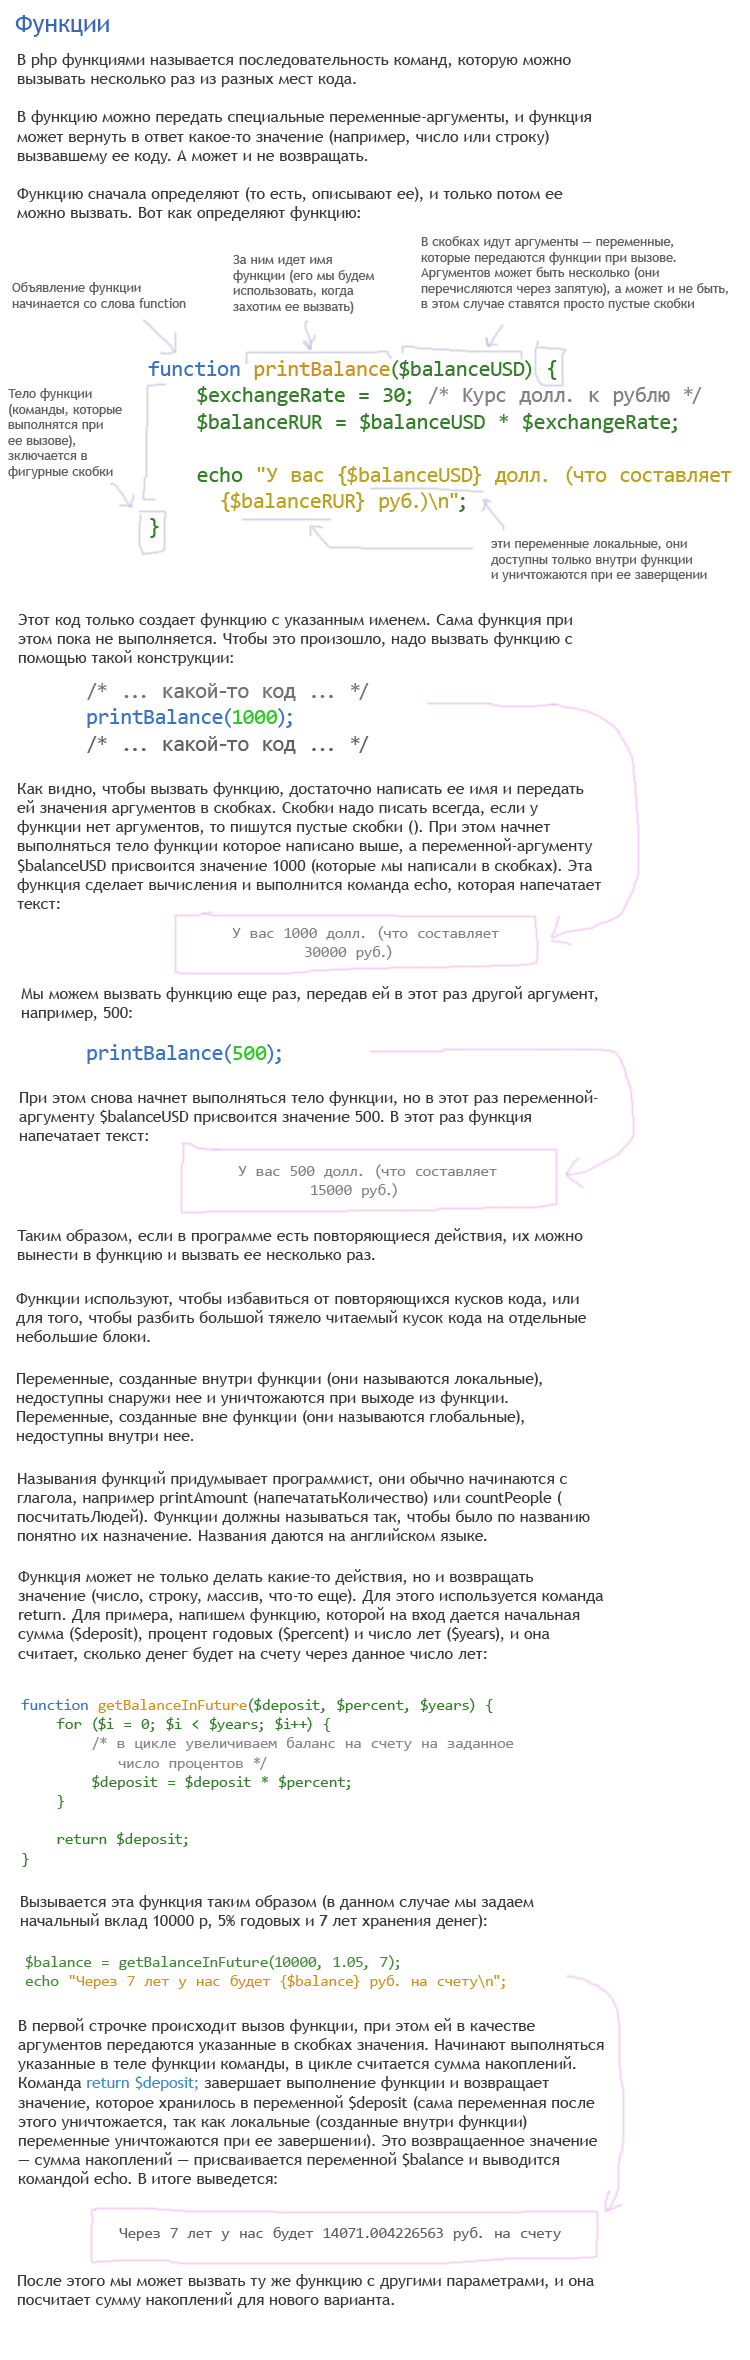 Функции
В php функциями называется последовательность команд, которую можно
вызывать несколько раз из разных мест кода.
В функцию можно передать специальные переменные-аргументы, и функция
может вернуть в ответ какое-то значение (например, число или строку)
вызвавшему ее коду. А может и не возвращать.
Функцию сначала определяют (то есть, описывают ее), и только потом ее
можно вызвать. Вот как определяют функцию:
Объявление функции
начинается со слова function
За ним идет имя
функции (его мы будем
использовать, когда
захотим ее вызвать)
В скобках идут аргументы — переменные,
которые передаются функции при вызове.
Аргументов может быть несколько (они
перечисляются через запятую), а может и не быть,
в этом случае ставятся просто пустые скобки
function printBalance($balanceUSD) {
$exchangeRate = 30; /* Курс долл. к рублю */
$balanceRUR = $balanceUSD * $exchangeRate;
echo "У вас {$balanceUSD} долл. (что составляет
{$balanceRUR} руб.)\n";
}
Тело функции
(команды, которые
выполнятся при
ее вызове),
зключается в
фигурные скобки
эти переменные локальные, они
доступны только внутри функции
и уничтожаются при ее заверщении
Этот код только создает функцию с указанным именем. Сама функция при
этом пока не выполняется. Чтобы это произошло, надо вызвать функцию с
помощью такой конструкции:
/* ... какой-то код ... */
printBalance(1000);
/* ... какой-то код ... */
Как видно, чтобы вызвать функцию, достаточно написать ее имя и передать
ей значения аргументов в скобках. Скобки надо писать всегда, если у
функции нет аргументов, то пишутся пустые скобки (). При этом начнет
выполняться тело функции которое написано выше, а переменной-аргументу
$balanceUSD присвоится значение 1000 (которые мы написали в скобках). Эта
функция сделает вычисления и выполнится команда echo, которая напечатает
текст:
У вас 1000 долл. (что составляет
30000 руб.)
Мы можем вызвать функцию еще раз, передав ей в этот раз другой аргумент,
например, 500:
printBalance(500);
При этом снова начнет выполняться тело функции, но в этот раз переменной-
аргументу $balanceUSD присвоится значение 500. В этот раз функция
напечатает текст:
У вас 500 долл. (что составляет
15000 руб.)
Таким образом, если в программе есть повторяющиеся действия, их можно
вынести в функцию и вызвать ее несколько раз.
Функции используют, чтобы избавиться от повторяющихся кусков кода, или
для того, чтобы разбить большой тяжело читаемый кусок кода на отдельные
небольшие блоки.
Переменные, созданные внутри функции (они называются локальные),
недоступны снаружи нее и уничтожаются при выходе из функции.
Переменные, созданные вне функции (они называются глобальные),
недоступны внутри нее.
Называния функций придумывает программист, они обычно начинаются с
глагола, например printAmount (напечататьКоличество) или countPeople (
посчитатьЛюдей). Функции должны называться так, чтобы было по названию
понятно их назначение. Названия даются на английском языке.
Функция может не только делать какие-то действия, но и возвращать
значение (число, строку, массив, что-то еще). Для этого используется команда
return. Для примера, напишем функцию, которой на вход дается начальная
сумма ($deposit), процент годовых ($percent) и число лет ($years), и она
считает, сколько денег будет на счету через данное число лет:
function getBalanceInFuture($deposit, $percent, $years) {
for ($i = 0; $i < $years; $i++) {
/* в цикле увеличиваем баланс на счету на заданное
число процентов */
$deposit = $deposit * $percent;
}
return $deposit;
}
Вызывается эта функция таким образом (в данном случае мы задаем
начальный вклад 10000 р, 5% годовых и 7 лет хранения денег):
$balance = getBalanceInFuture(10000, 1.05, 7);
echo "Через 7 лет у нас будет {$balance} руб. на счету\n";
В первой строчке происходит вызов функции, при этом ей в качестве
аргументов передаются указанные в скобках значения. Начинают выполняться
указанные в теле функции команды, в цикле считается сумма накоплений.
Команда return $deposit; завершает выполнение функции и возвращает
значение, которое хранилось в переменной $deposit (сама переменная после
этого уничтожается, так как локальные (созданные внутри функции)
переменные уничтожаются при ее завершении). Это возвращаенное значение
— сумма накоплений — присваивается переменной $balance и выводится
командой echo. В итоге выведется:
Через 7 лет у нас будет 14071.004226563 руб. на счету
После этого мы может вызвать ту же функцию с другими параметрами, и она
посчитает сумму накоплений для нового варианта.